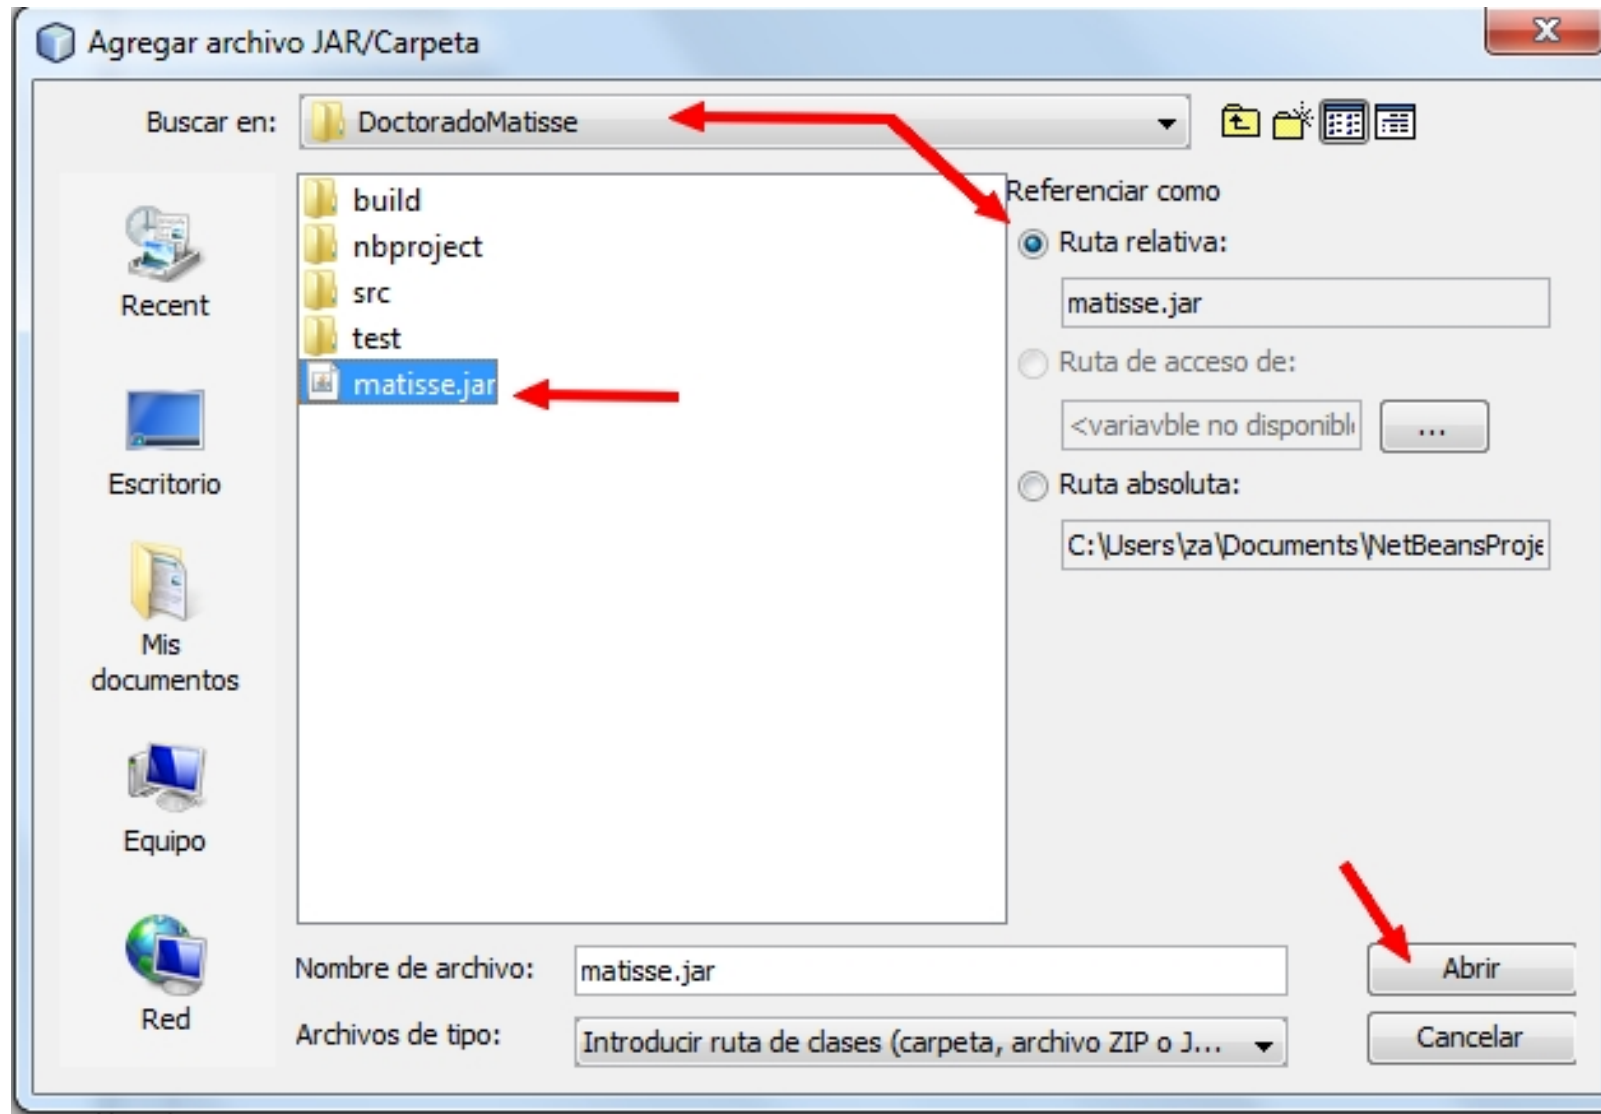 Agregar archivo JAR/Carpeta
Buscar en: DoctoradoMatisse
build
nbproject
src
test
matisse.jar
Recent
Escritorio
Mis
documentos
Equipo
Red
Referenciar como
Ruta relativa:
matisse.jar
Ruta de acceso de:
<variavble no disponibl
...
Ruta absoluta:
C:\Users\za\Documents\NetBeansProje
Nombre de archivo: matisse.jar
Abrir
Archivos de tipo: Introducir ruta de clases (carpeta, archivo ZIP o J...
Cancelar